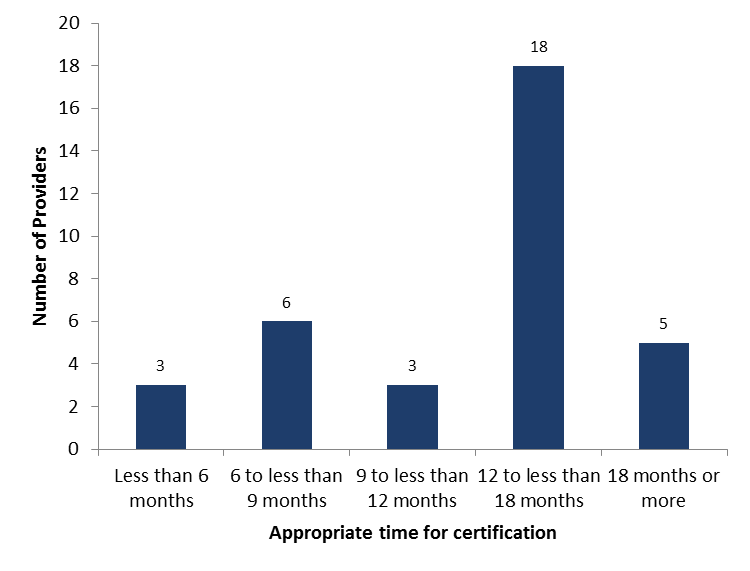 20
18
16
14
12
10
8
6
4
2
0
Number of Providers
3
6
3
18
5
Less than 6
months
6 to less than
9 months
9 to less than
12 months
12 to less than
18 months
18 months or
more
Appropriate time for certification